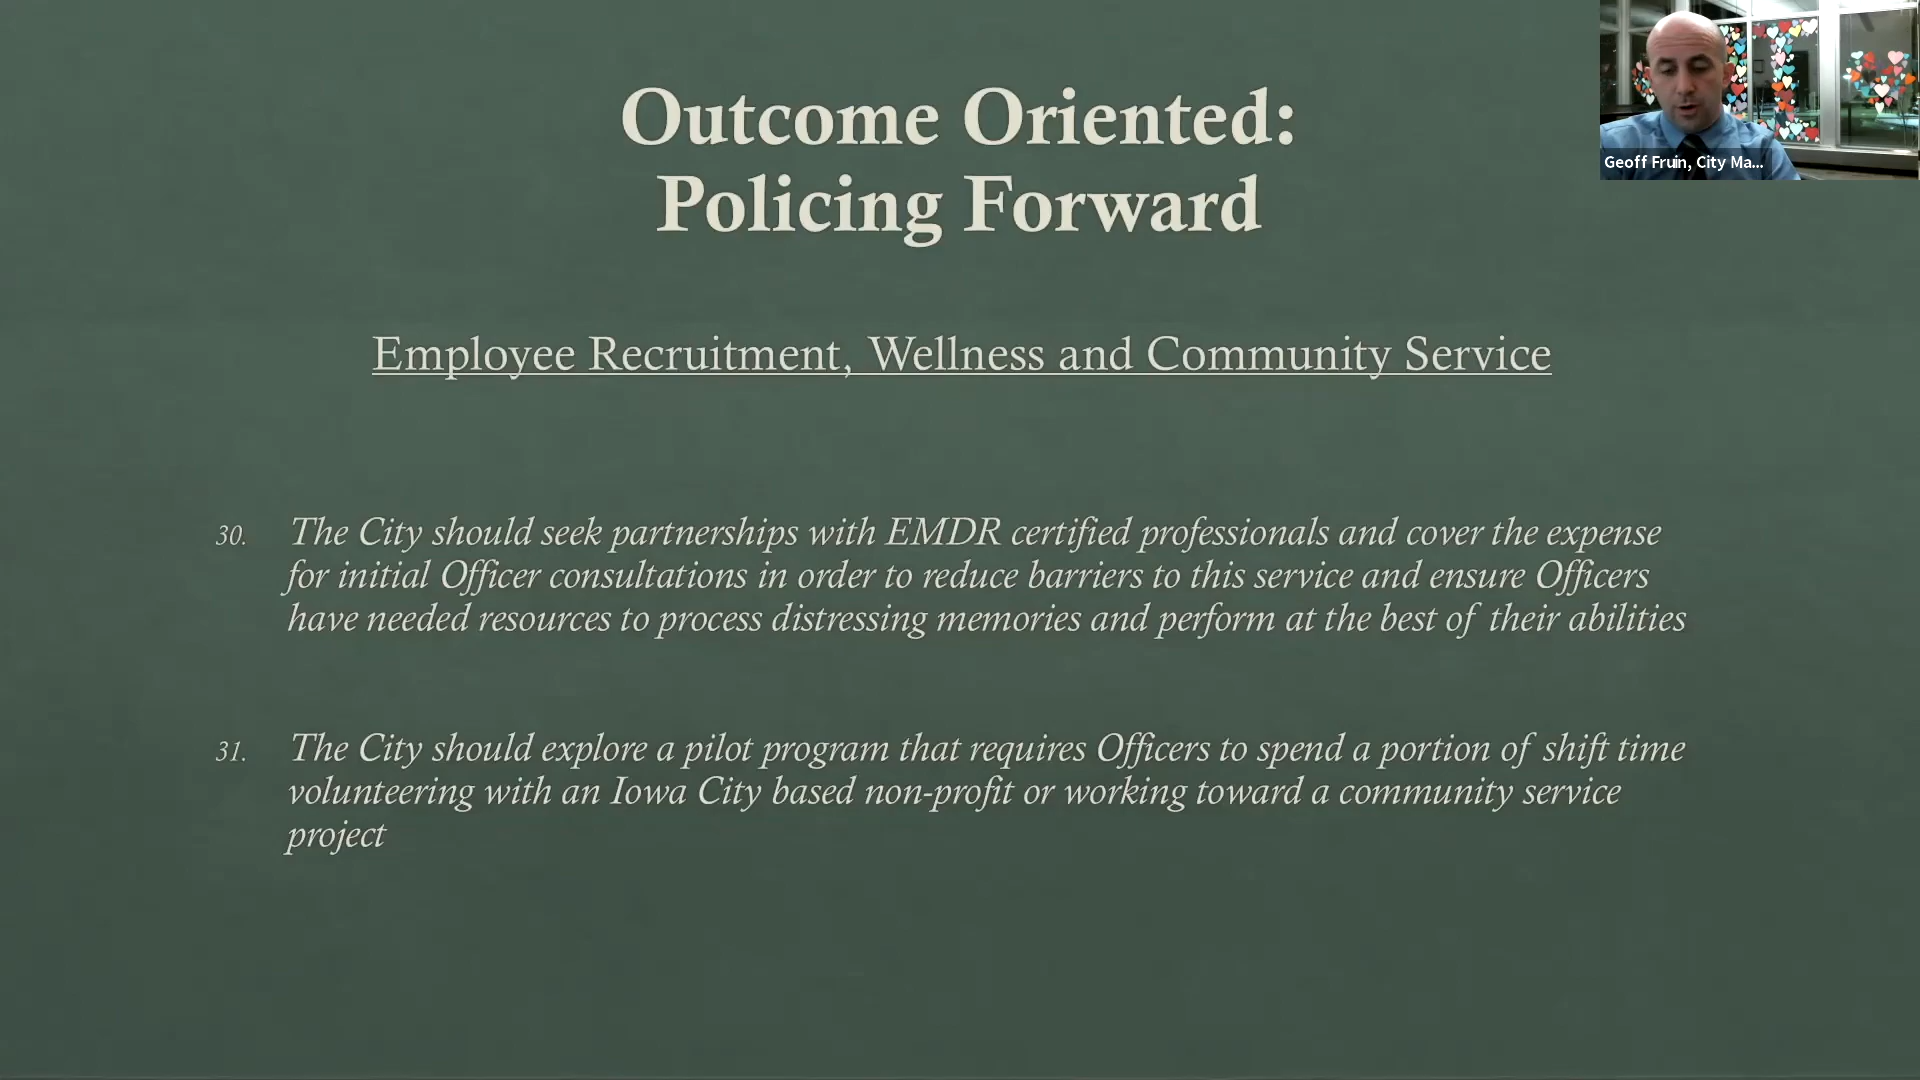 Outcome Oriented:
Policing Forward
Geoff Fruin, City Ma...
Employee Recruitment, Wellness and Community Service
30. The City should seek partnerships with EMDR certified professionals and cover the expense
for initial Officer consultations in order to reduce barriers to this service and ensure Officers
have needed resources to process distressing memories and perform at the best of their abilities
31. The City should explore a pilot program that requires Officers to spend a portion of shift time
volunteering with an Iowa City based non-profit or working toward a community service
project